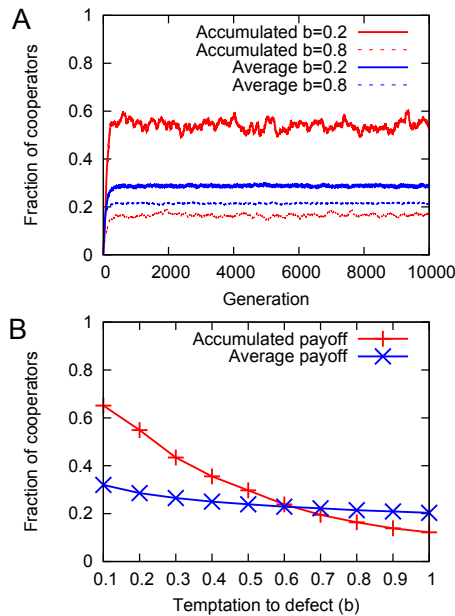 A
Accumulated b=0.2
Accumulated b=0.8
Average b=0.2
Average b=0.8
Fraction of cooperators
1
0.8
0.6
0.4
0.2
0
0 2000 4000 6000 8000 10000
Generation
B
Accumulated payoff
Average payoff
Fraction of cooperators
1
0.8
0.6
0.4
0.2
0
0.1 0.2 0.3 0.4 0.5 0.6 0.7 0.8 0.9 1
Temptation to defect (b)